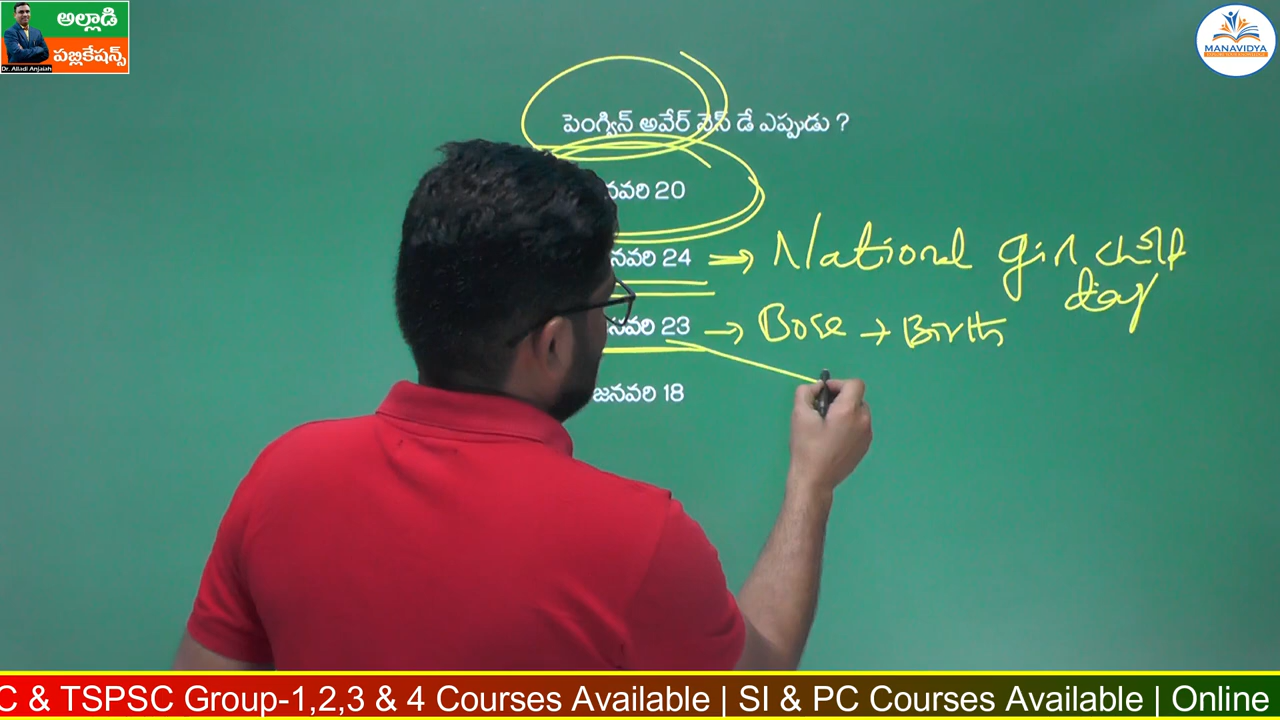 అల్లాడి
పబ్లికేషన్స్
Dr. Alladi Anjaiah
MANAVIDYA
పెంగ్విన్ అవేర్ నెస్ డే ఎప్పుడు ?
నవరి 20
నవరి 24 → National girl child day
నవరి 23 → Bose → Birth
జనవరి 18
C & TSPSC Group-1,2,3 & 4 Courses Available | SI & PC Courses Available | Online